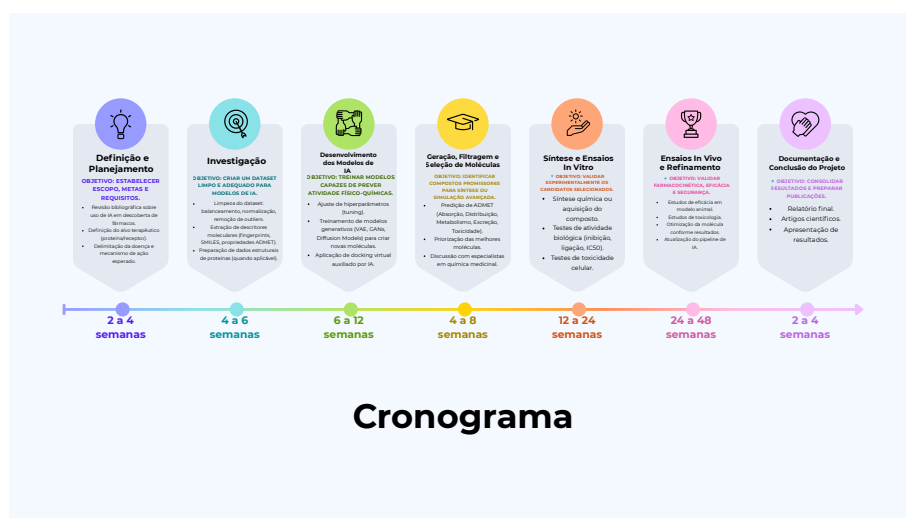 Definição e
Planejamento
OBJETIVO: ESTABELECER
ESCOPO, METAS E
REQUISITOS.
• Revisão bibliográfica sobre
uso de IA em descoberta de
fármacos.
• Definição do alvo terapêutico
(proteína/receptor).
• Delimitação da doença e
mecanismo de ação
esperado.
2 a 4
semanas
Investigação
OBJETIVO: CRIAR UM DATASET
LIMPO E ADEQUADO PARA
MODELOS DE IA.
• Limpeza do dataset:
balanceamento, normalização,
remoção de outliers.
• Extração de descritores
moleculares (fingerprints,
SMILES, propriedades ADMET).
• Preparação de dados estruturais
de proteínas (quando aplicável).
4 a 6
semanas
Desenvolvimento
dos Modelos de
IA
OBJETIVO: TREINAR MODELOS
CAPAZES DE PREVER
ATIVIDADE FÍSICO-QUÍMICAS.
• Ajuste de hiperparâmetros
(tuning).
• Treinamento de modelos
generativos (VAE, GANs,
Diffusion Models) para criar
novas moléculas.
• Aplicação de docking virtual
auxiliado por IA.
6 a 12
semanas
Geração, Filtragem e
Seleção de Moléculas
OBJETIVO: IDENTIFICAR
COMPOSTOS PROMISSORES
PARA SÍNTESE OU
SIMULAÇÃO AVANÇADA.
• Predição de ADMET
(Absorção, Distribuição,
Metabolismo, Excreção,
Toxicidade).
• Priorização das melhores
moléculas.
• Discussão com especialistas
em química medicinal.
4 a 8
semanas
Síntese e Ensaios
In Vitro
• OBJETIVO: VALIDAR
EXPERIMENTALMENTE OS
CANDIDATOS SELECIONADOS.
• Síntese química ou
aquisição do
composto.
• Testes de atividade
biológica (inibição,
ligação, IC50).
• Testes de toxicidade
celular.
12 a 24
semanas
Ensaios In Vivo
e Refinamento
• OBJETIVO: VALIDAR
FARMACOCINÉTICA, EFICÁCIA
E SEGURANÇA.
• Estudos de eficácia em
modelo animal.
• Estudos de toxicologia.
• Otimização da molécula
conforme resultados.
• Atualização do pipeline de
IA.
24 a 48
semanas
Documentação e
Conclusão do Projeto
• OBJETIVO: CONSOLIDAR
RESULTADOS E PREPARAR
PUBLICAÇÕES.
• Relatório final.
• Artigos científicos.
• Apresentação de
resultados.
2 a 4
semanas
Cronograma